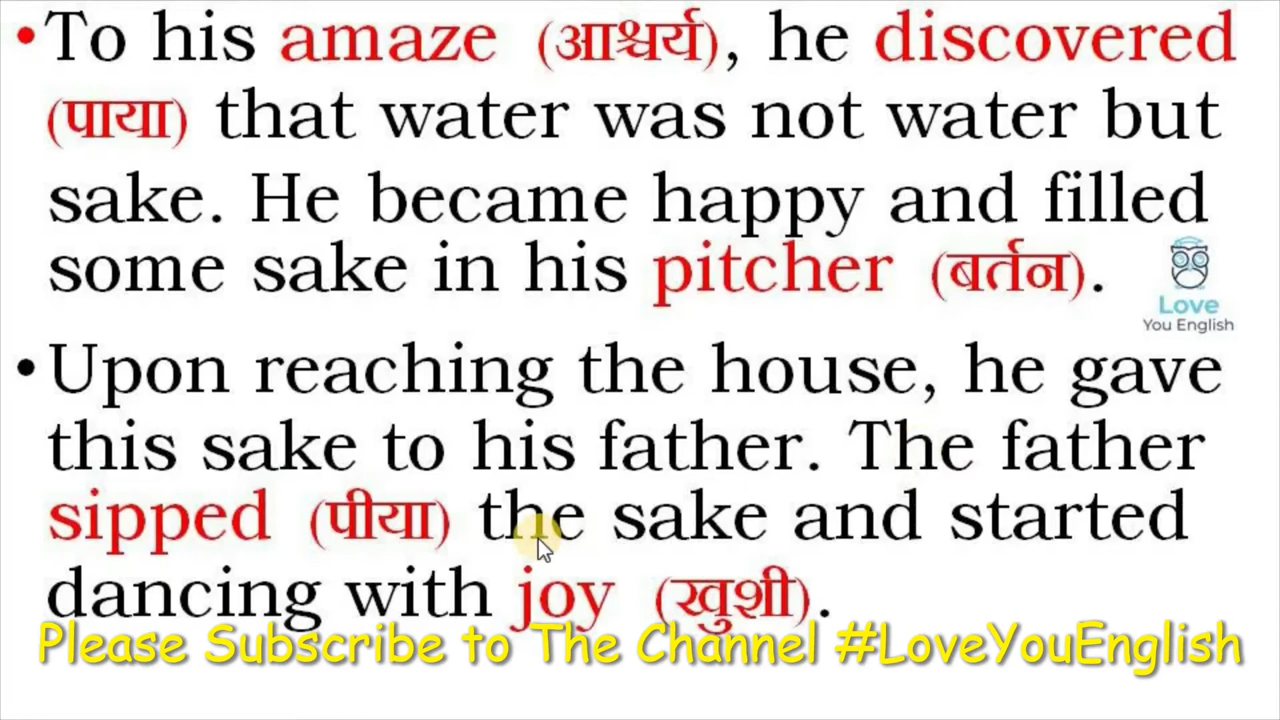 •To his amaze (आश्चर्य), he discovered
(पाया) that water was not water but
sake. He became happy and filled
some sake in his pitcher (बर्तन).
Love
You English
•Upon reaching the house, he gave
this sake to his father. The father
sipped (पीया) the sake and started
dancing with joy (खुशी).
Please Subscribe to The Channel #LoveYouEnglish